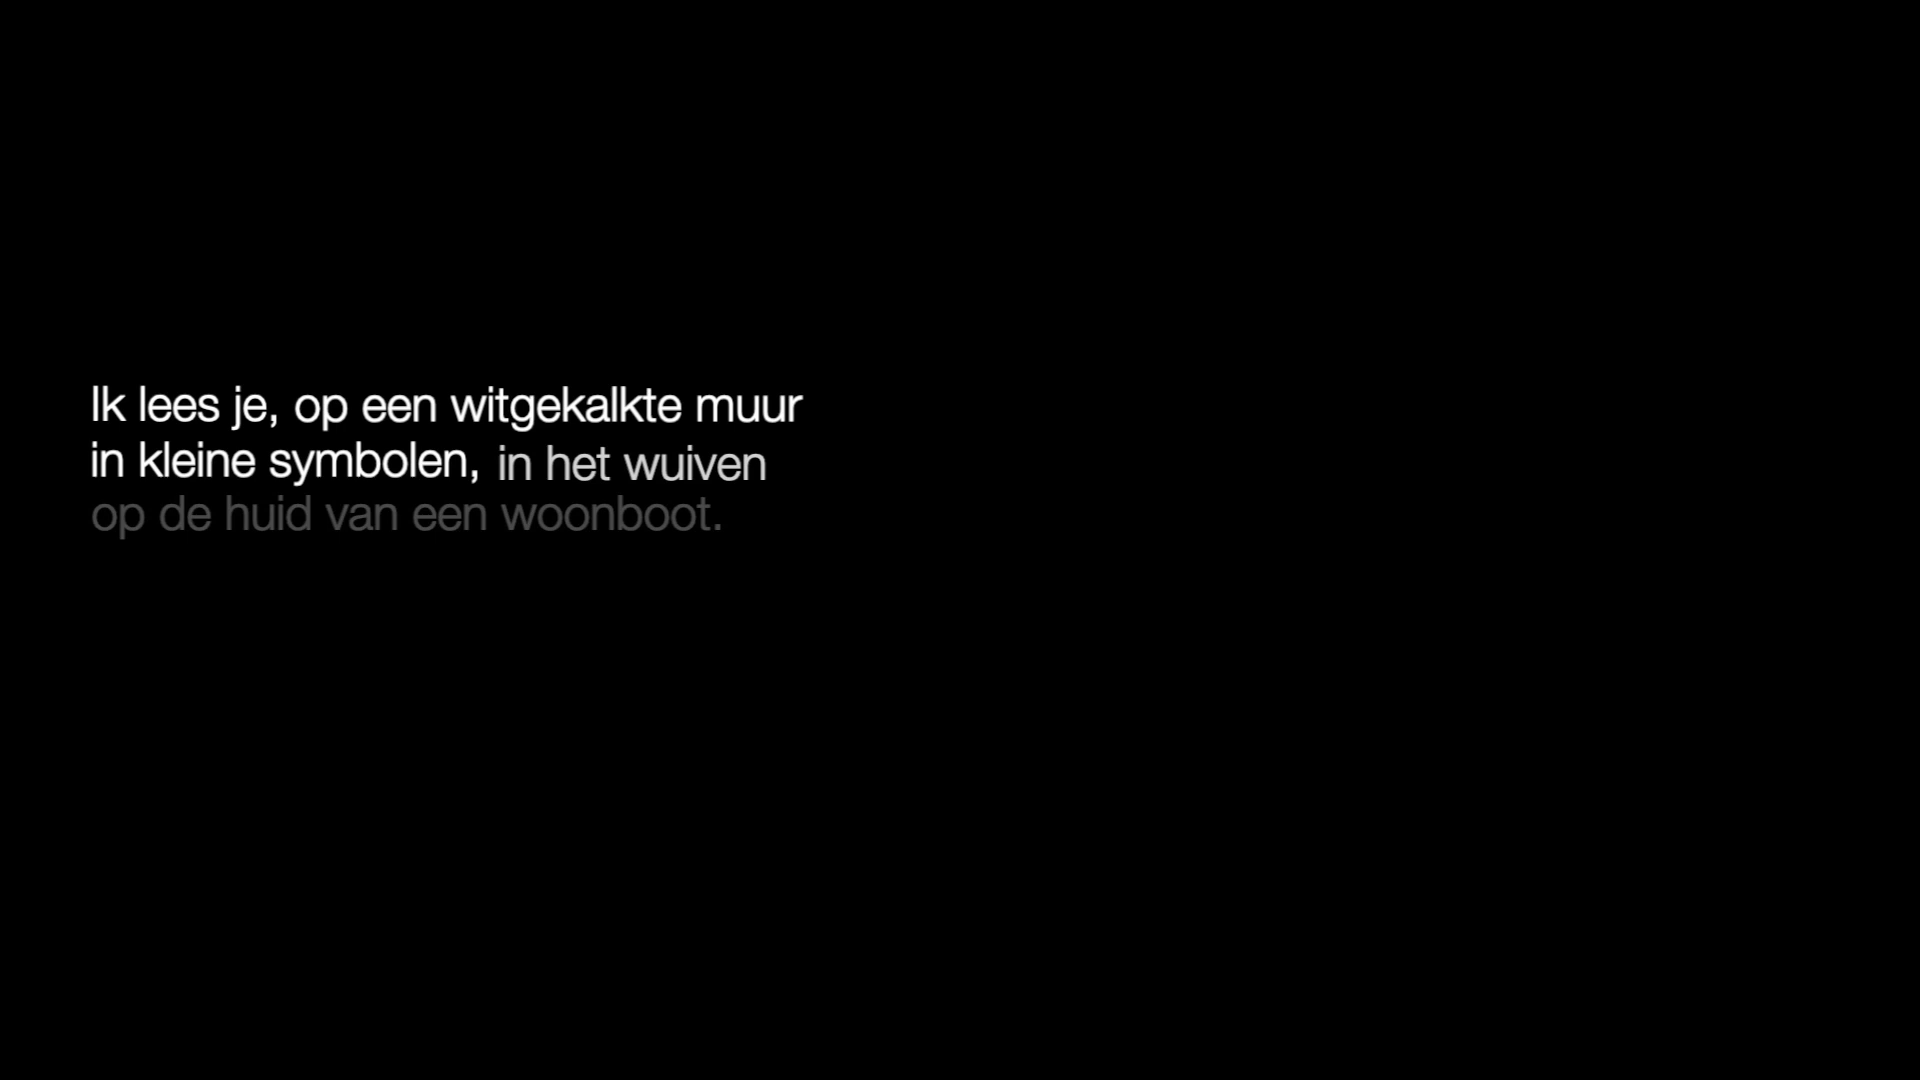 Ik lees je, op een witgekalkte muur
in kleine symbolen, in het wuiven
op de huid van een woonboot.